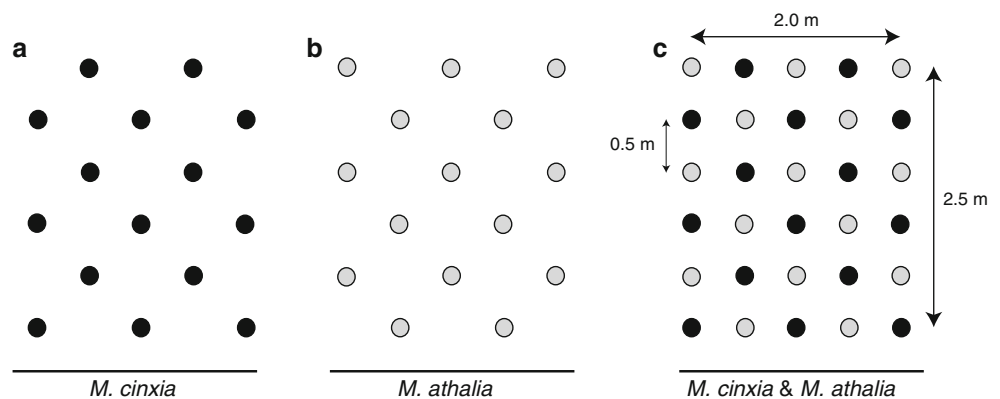 a
b
c
2.0 m
0.5 m
2.5 m
M. cinxia
M. athalia
M. cinxia & M. athalia